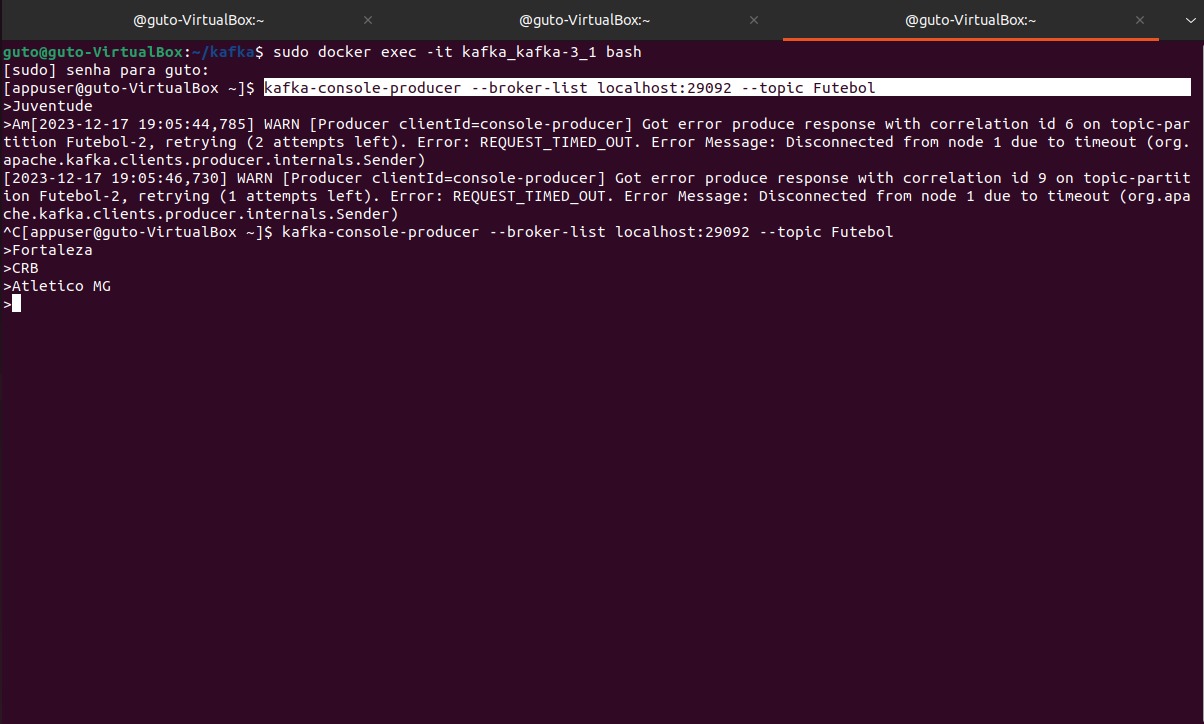 @guto-VirtualBox:~ × @guto-VirtualBox:~ × @guto-VirtualBox:~ ×
guto@guto-VirtualBox:~/kafka$ sudo docker exec -it kafka_kafka-3_1 bash
[sudo] senha para guto:
[appuser@guto-VirtualBox ~]$ kafka-console-producer --broker-list localhost:29092 --topic Futebol
>Juventude
>Am[2023-12-17 19:05:44,785] WARN [Producer clientId=console-producer] Got error produce response with correlation id 6 on topic-par
tition Futebol-2, retrying (2 attempts left). Error: REQUEST_TIMED_OUT. Error Message: Disconnected from node 1 due to timeout (org.
apache.kafka.clients.producer.internals.Sender)
[2023-12-17 19:05:46,730] WARN [Producer clientId=console-producer] Got error produce response with correlation id 9 on topic-partit
ion Futebol-2, retrying (1 attempts left). Error: REQUEST_TIMED_OUT. Error Message: Disconnected from node 1 due to timeout (org.apa
che.kafka.clients.producer.internals.Sender)
^C[appuser@guto-VirtualBox ~]$ kafka-console-producer --broker-list localhost:29092 --topic Futebol
>Fortaleza
>CRB
>Atletico MG
>